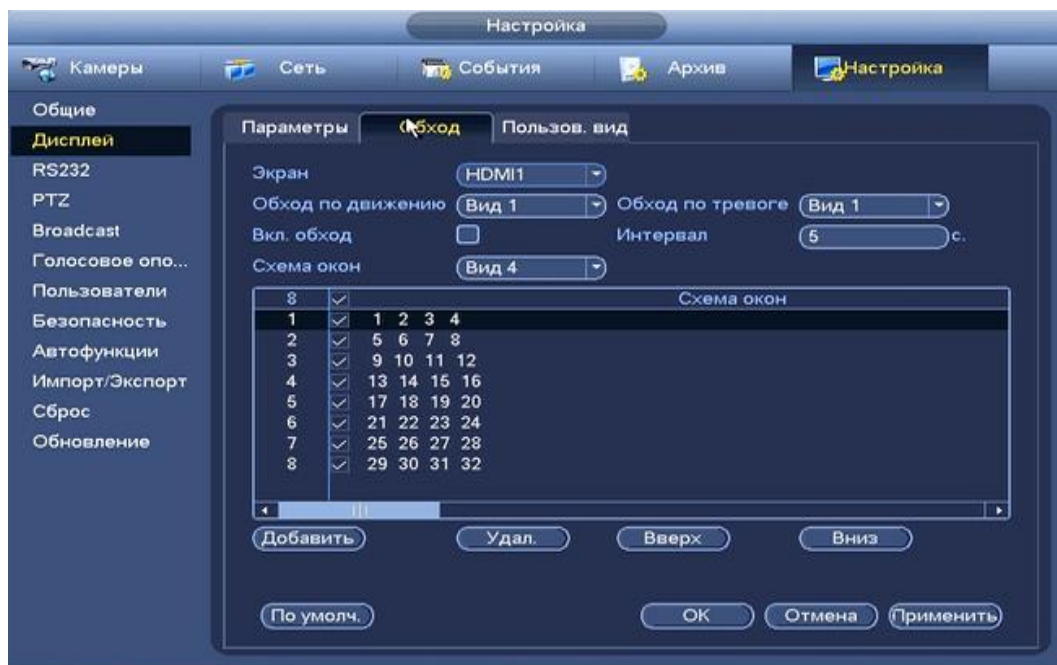 Настройка
Камеры Сеть События Архив Настройка
Общие
Дисплей
RS232
PTZ
Broadcast
Голосовое опо...
Пользователи
Безопасность
Автофункции
Импорт/Экспорт
Сброс
Обновление
Параметры Обход Пользов. вид
Экран HDMI1
Обход по движению Вид 1 Обход по тревоге Вид 1
Вкл. обход Интервал 5 с.
Схема окон Вид 4
8 Схема окон
1 1 2 3 4
2 5 6 7 8
3 9 10 11 12
4 13 14 15 16
5 17 18 19 20
6 21 22 23 24
7 25 26 27 28
8 29 30 31 32
Добавить Удал. Вверх Вниз
По умолч. OK Отмена Применить